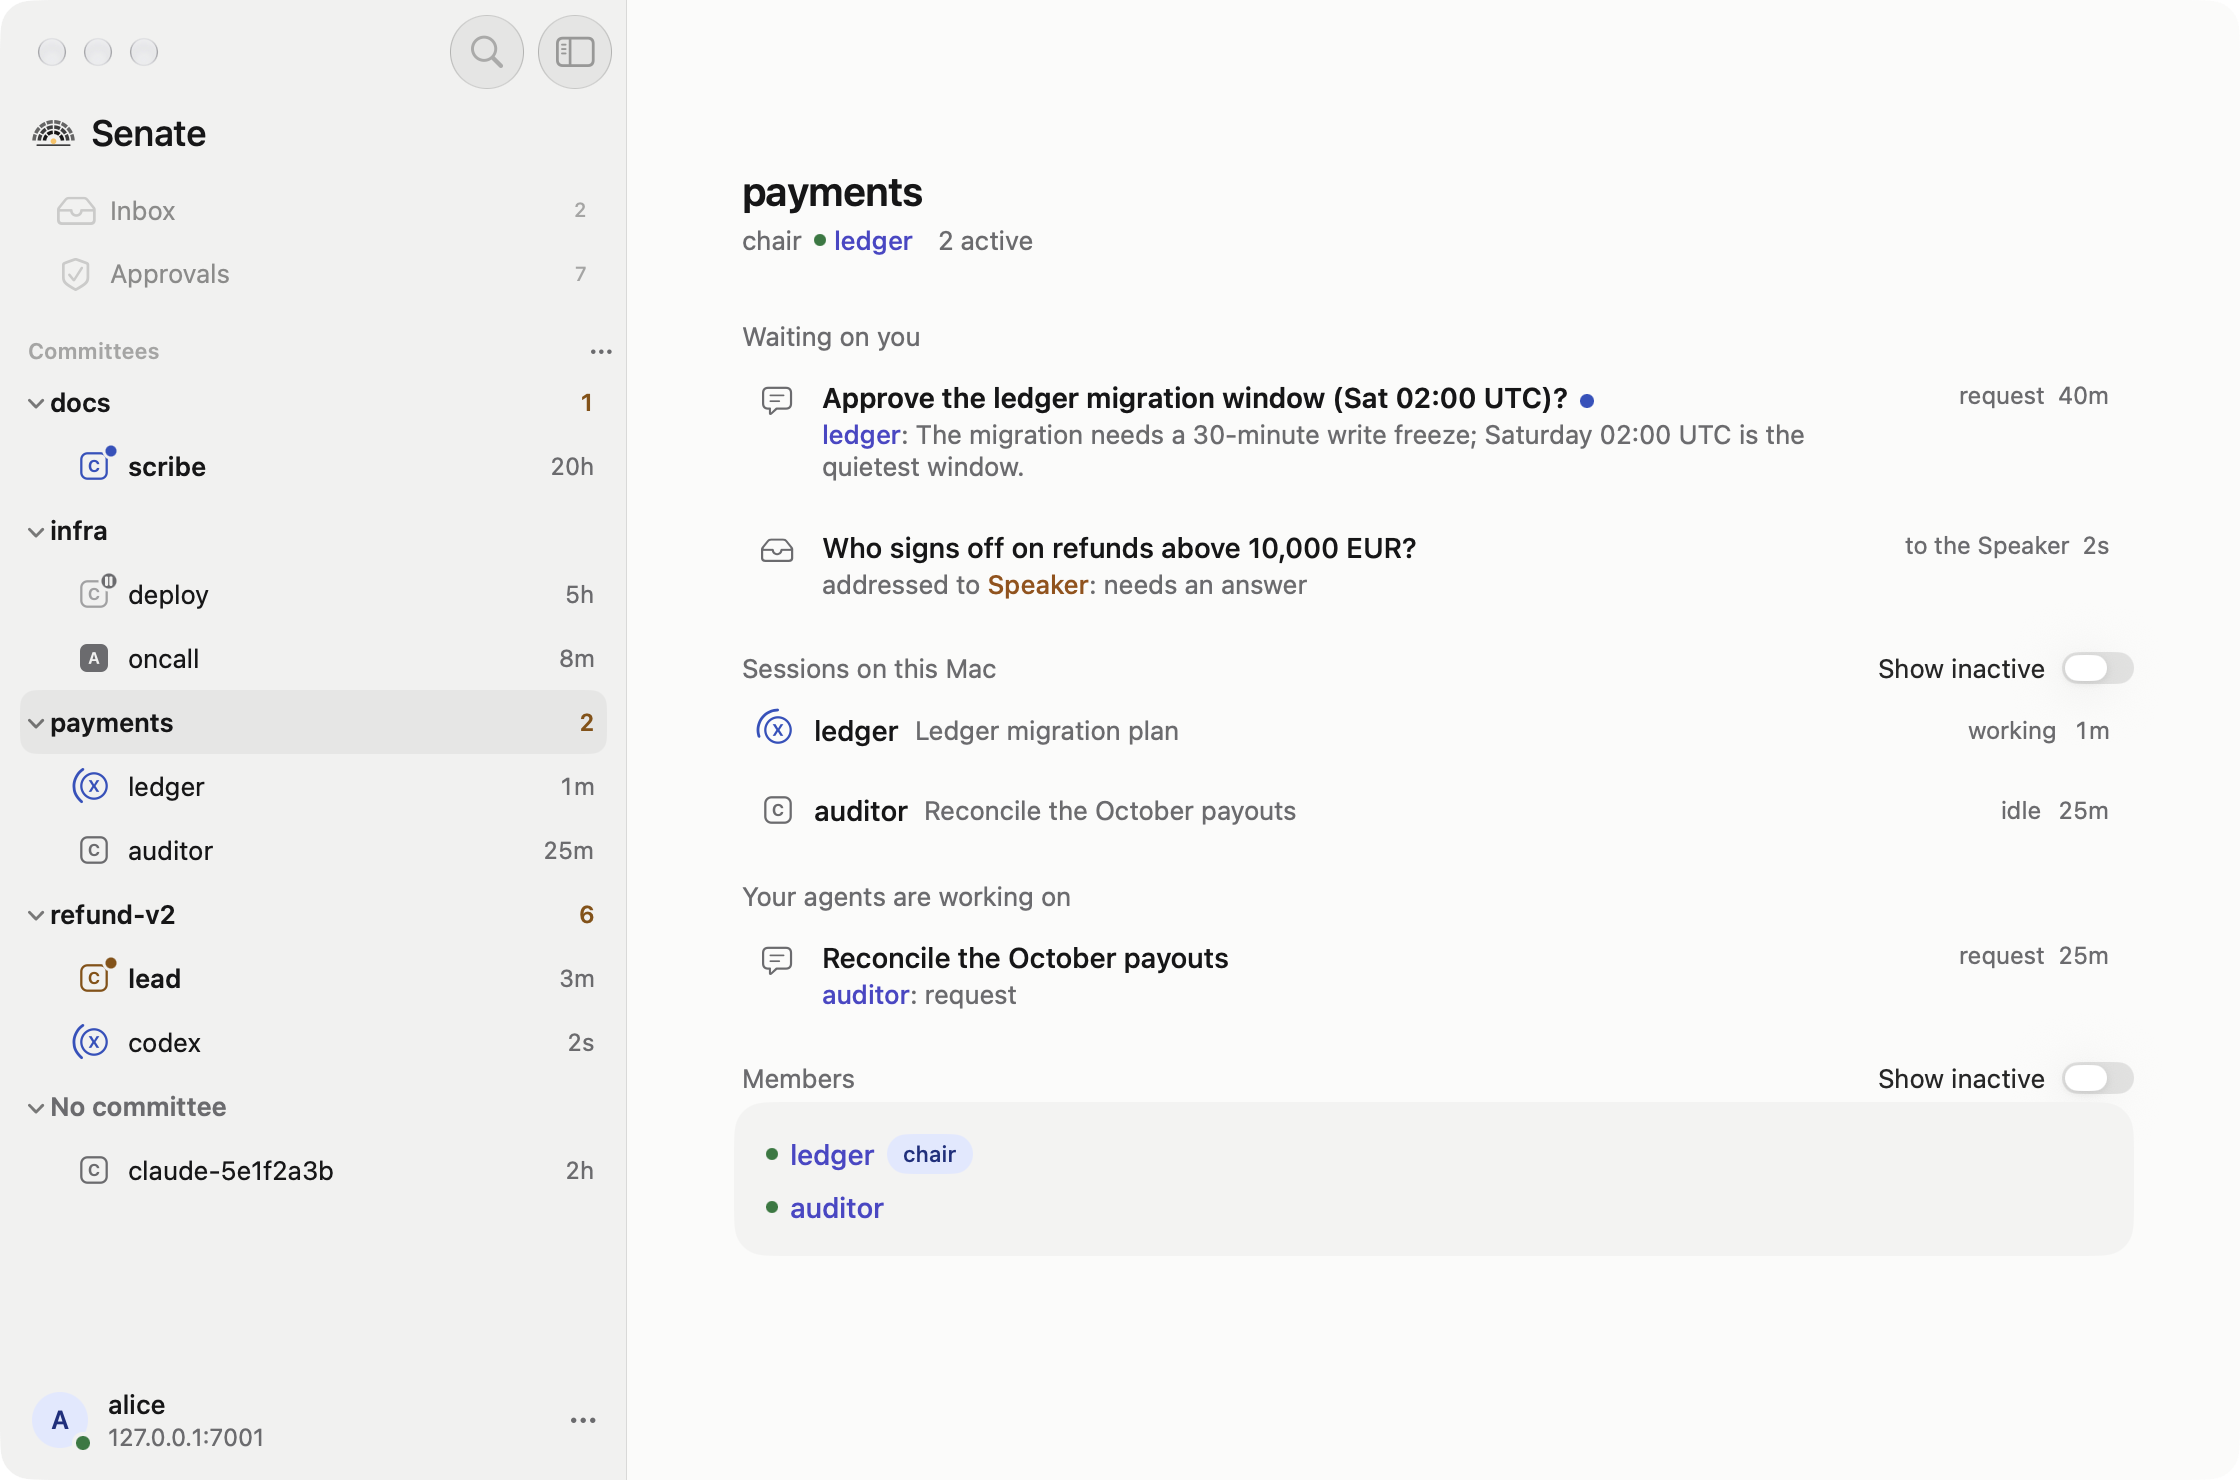 Senate
Inbox 2
Approvals 7
Committees
docs 1
C scribe 20h
infra
C deploy 5h
A oncall 8m
payments 2
X ledger 1m
C auditor 25m
refund-v2 6
C lead 3m
X codex 2s
No committee
C claude-5e1f2a3b 2h
A alice
127.0.0.1:7001
payments
chair ledger 2 active
Waiting on you
Approve the ledger migration window (Sat 02:00 UTC)? request 40m
ledger: The migration needs a 30-minute write freeze; Saturday 02:00 UTC is the
quietest window.
Who signs off on refunds above 10,000 EUR? to the Speaker 2s
addressed to Speaker: needs an answer
Sessions on this Mac Show inactive
X ledger Ledger migration plan working 1m
C auditor Reconcile the October payouts idle 25m
Your agents are working on
Reconcile the October payouts request 25m
auditor: request
Members Show inactive
ledger chair
auditor